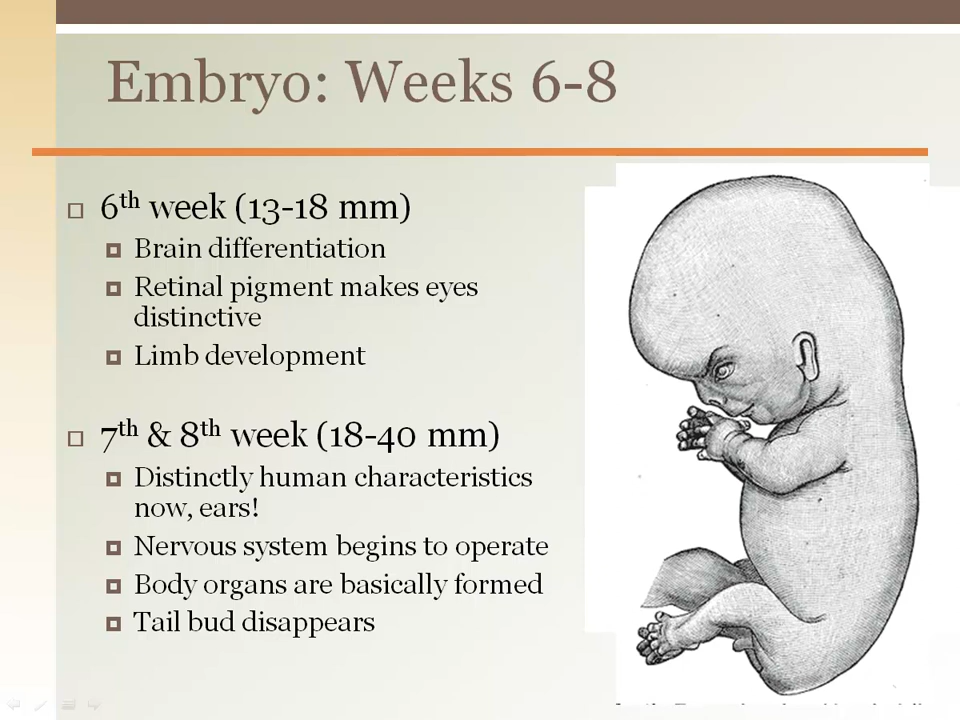 Embryo: Weeks 6-8
6th week (13-18 mm)
Brain differentiation
Retinal pigment makes eyes
distinctive
Limb development
7th & 8th week (18-40 mm)
Distinctly human characteristics
now, ears!
Nervous system begins to operate
Body organs are basically formed
Tail bud disappears